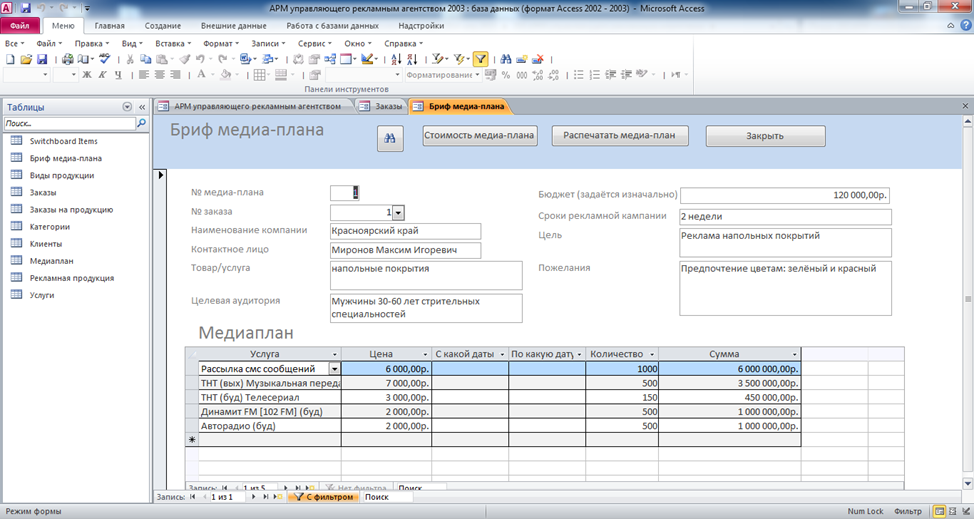 АРМ управляющего рекламным агентством 2003 : база данных (формат Access 2002 - 2003) - Microsoft Access
Файл Меню Главная Создание Внешние данные Работа с базами данных Надстройки
Все Файл Правка Вид Вставка Формат Записи Сервис Окно Справка
Ж К Ч А Форматирование
Панели инструментов
Таблицы
Поиск...
Switchboard Items
Бриф медиа-плана
Виды продукции
Заказы
Заказы на продукцию
Категории
Клиенты
Медиаплан
Рекламная продукция
Услуги
АРМ управляющего рекламным агентством Заказы Бриф медиа-плана
Бриф медиа-плана Стоимость медиа-плана Распечатать медиа-план Закрыть
№ медиа-плана 1
№ заказа 1
Наименование компании Красноярский край
Контактное лицо Миронов Максим Игоревич
Товар/услуга напольные покрытия
Целевая аудитория Мужчины 30-60 лет стрительных
специальностей
Бюджет (задаётся изначально) 120 000,00р.
Сроки рекламной кампании 2 недели
Цель Реклама напольных покрытий
Пожелания Предпочтение цветам: зелёный и красный
Медиаплан
Услуга Цена С какой даты По какую дату Количество Сумма
Рассылка смс сообщений 6 000,00р. 1000 6 000 000,00р.
ТНТ (вых) Музыкальная переда 7 000,00р. 500 3 500 000,00р.
ТНТ (буд) Телесериал 3 000,00р. 150 450 000,00р.
Динамит FM [102 FM] (буд) 2 000,00р. 500 1 000 000,00р.
Авторадио (буд) 2 000,00р. 500 1 000 000,00р.
Запись: 1 из 5 Нет фильтра Поиск
Запись: 1 из 1 С фильтром Поиск
Режим формы Num Lock Фильтр